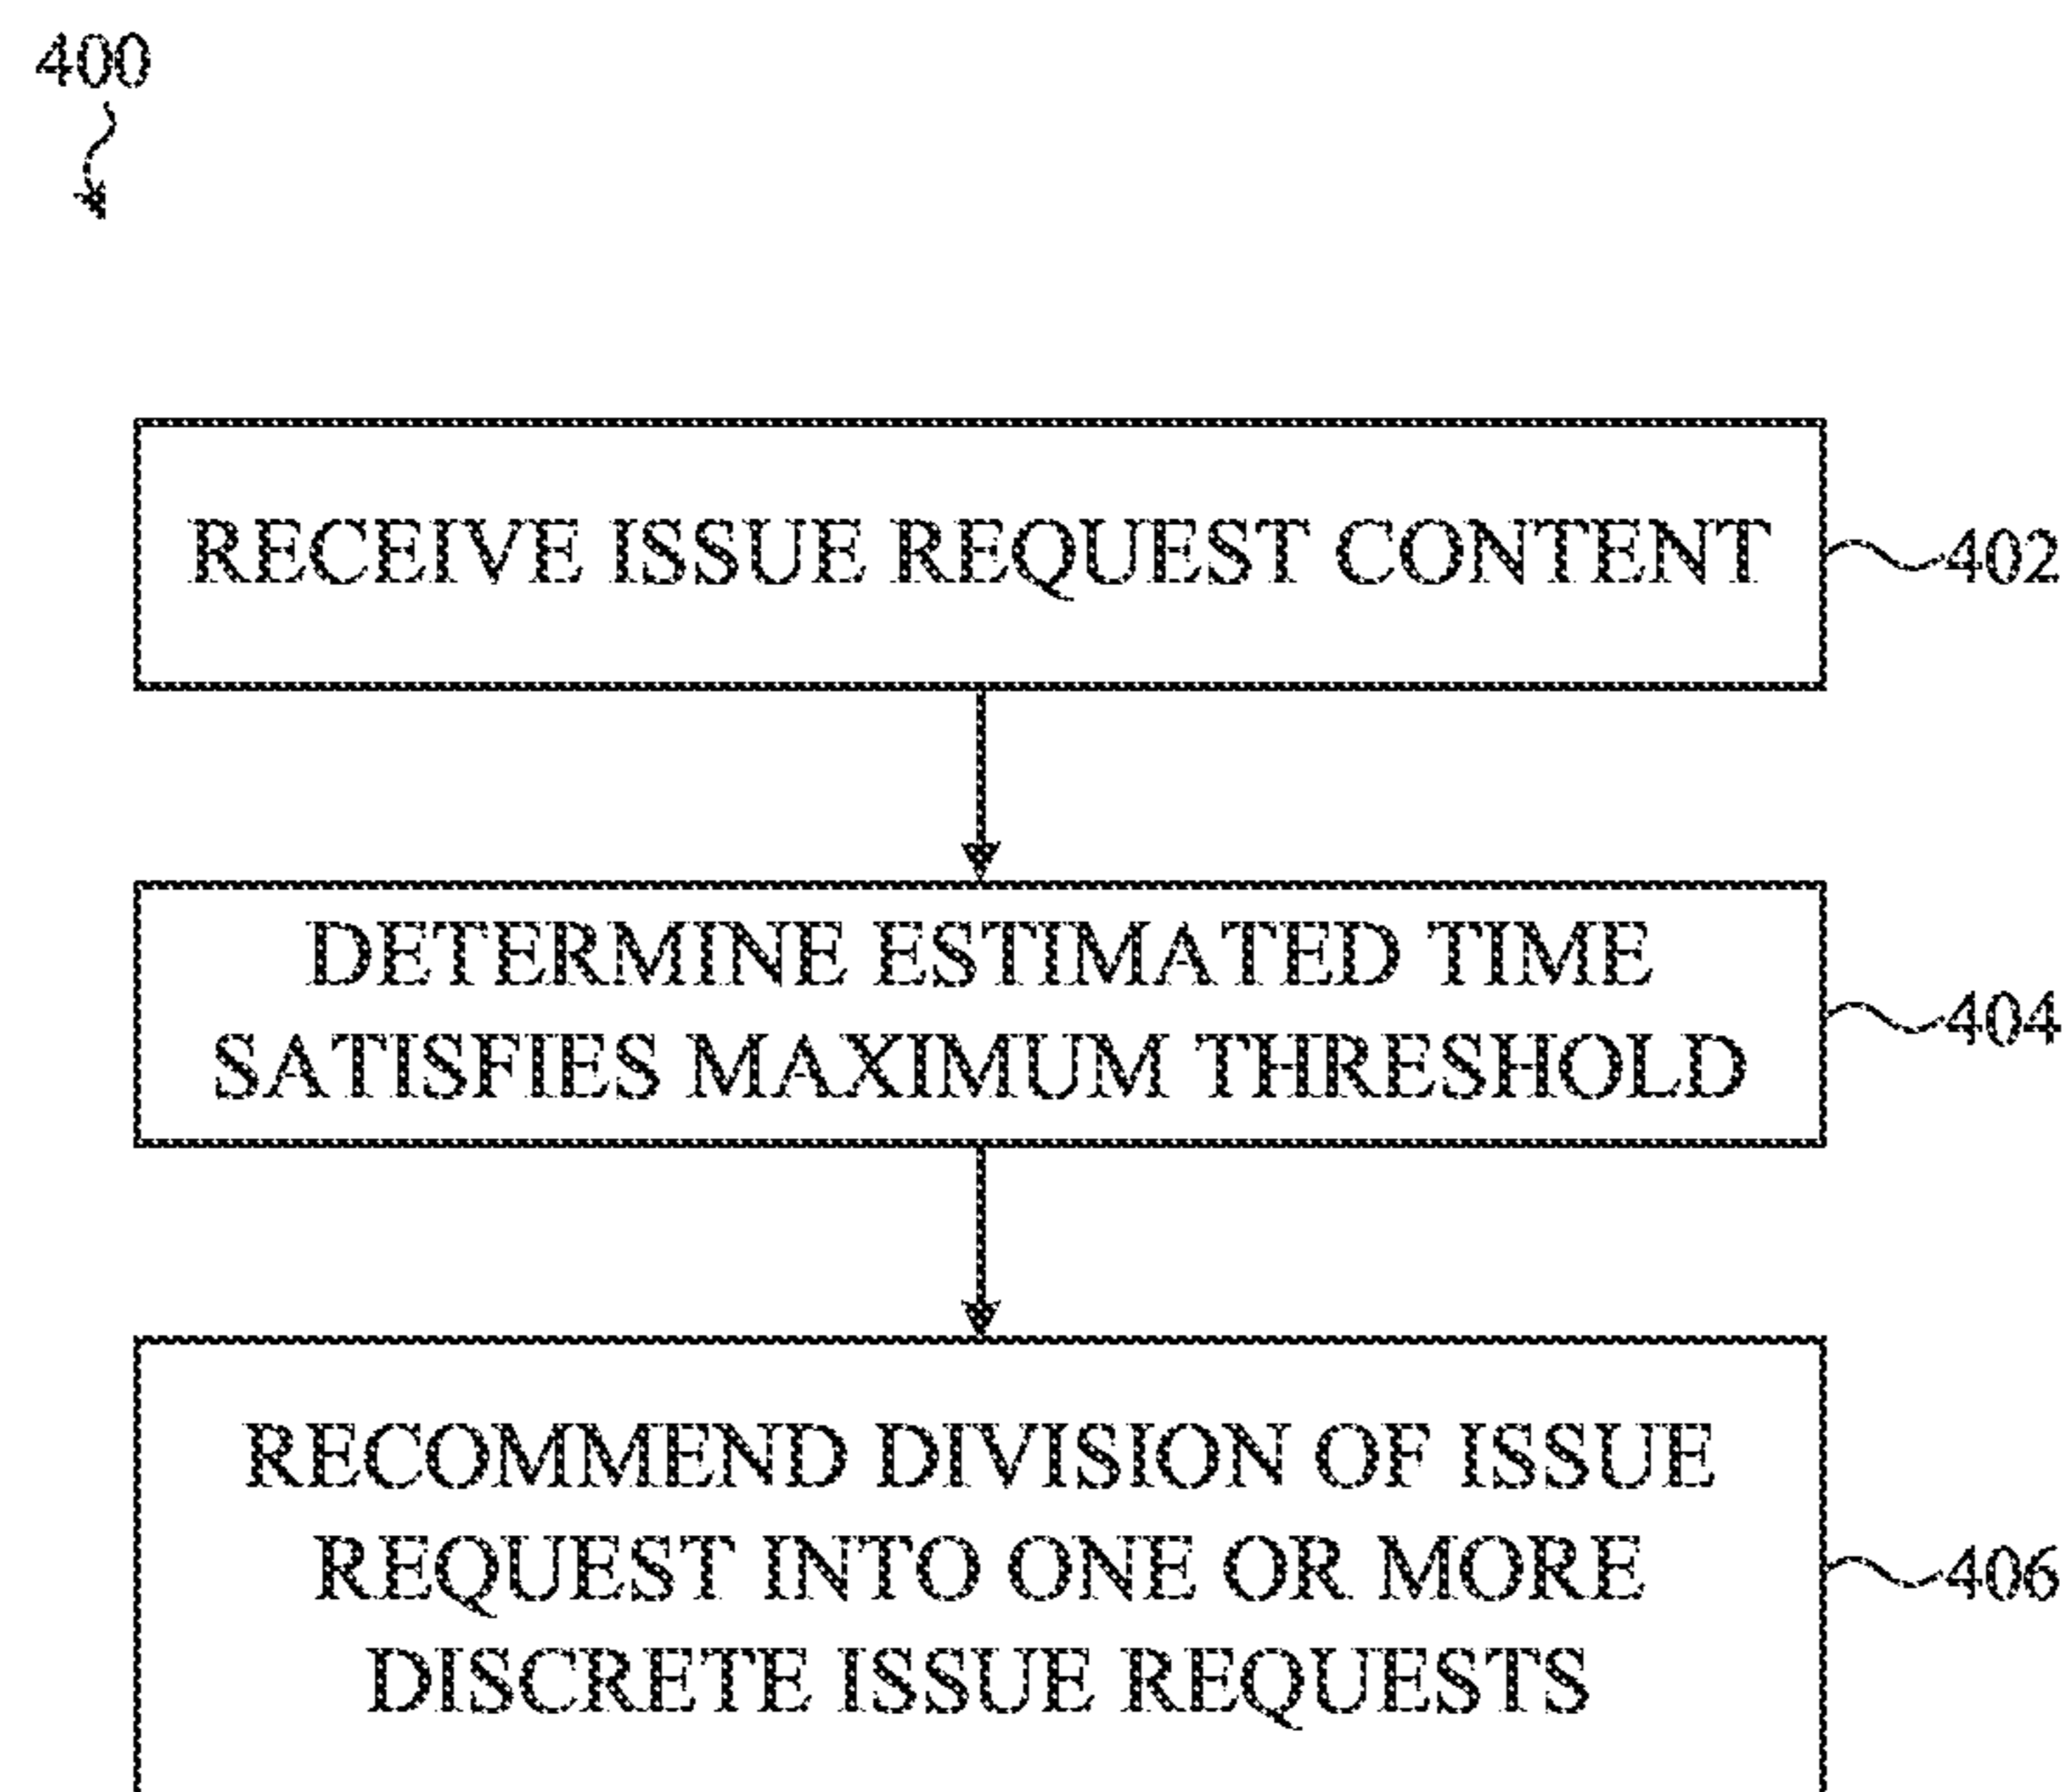 400
RECEIVE ISSUE REQUEST CONTENT
402
DETERMINE ESTIMATED TIME
SATISFIES MAXIMUM THRESHOLD
404
RECOMMEND DIVISION OF ISSUE
REQUEST INTO ONE OR MORE
DISCRETE ISSUE REQUESTS
406